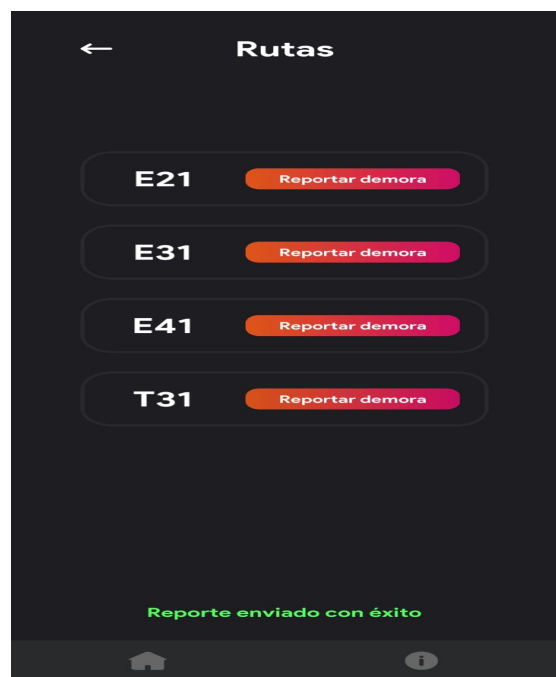 Rutas
E21 Reportar demora
E31 Reportar demora
E41 Reportar demora
T31 Reportar demora
Reporte enviado con éxito